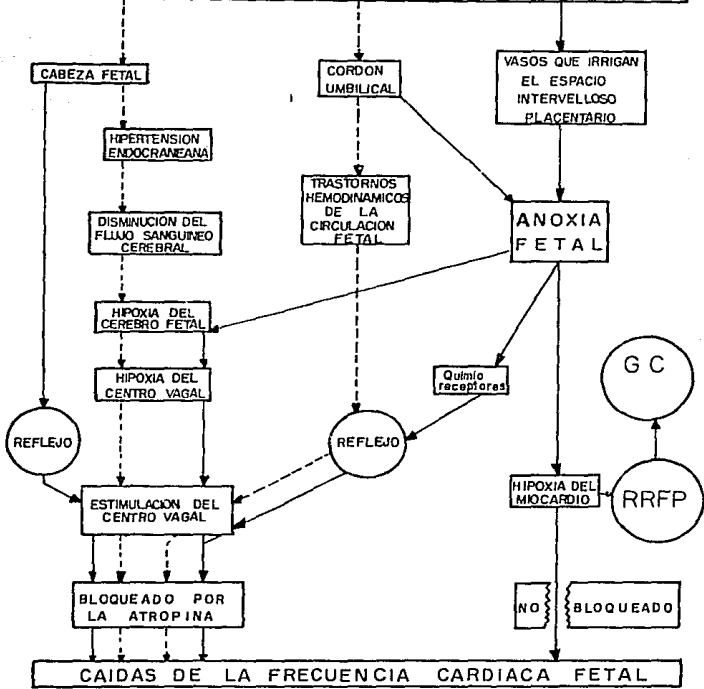 CABEZA FETAL
CORDON
UMBILICAL
VASOS QUE IRRIGAN
EL ESPACIO
INTERVELLOSO
PLACENTARIO
HIPERTENSION
ENDOCRANEANA
TRASTORNOS
HEMODINAMICOS
DE LA
CIRCULACION
FETAL
ANOXIA
FETAL
DISMINUCION DEL
FLUJO SANGUINEO
CEREBRAL
HIPOXIA DEL
CEREBRO FETAL
HIPOXIA DEL
CENTRO VAGAL
Quimio
receptores
GC
REFLEJO
REFLEJO
HIPOXIA DEL
MIOCARDIO
RRFP
ESTIMULACION DEL
CENTRO VAGAL
BLOQUEADO POR
LA ATROPINA
NO BLOQUEADO
CAIDAS DE LA FRECUENCIA CARDIACA FETAL